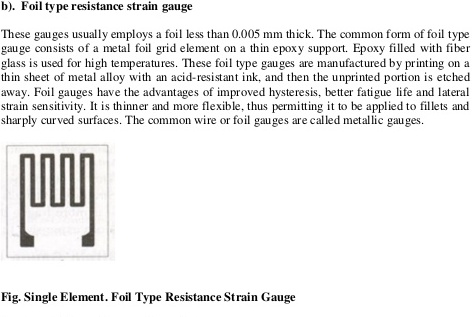 b). Foil type resistance strain gauge
These gauges usually employs a foil less than 0.005 mm thick. The common form of foil type
gauge consists of a metal foil grid element on a thin epoxy support. Epoxy filled with fiber
glass is used for high temperatures. These foil type gauges are manufactured by printing on a
thin sheet of metal alloy with an acid-resistant ink, and then the unprinted portion is etched
away. Foil gauges have the advantages of improved hysteresis, better fatigue life and lateral
strain sensitivity. It is thinner and more flexible, thus permitting it to be applied to fillets and
sharply curved surfaces. The common wire or foil gauges are called metallic gauges.
Fig. Single Element. Foil Type Resistance Strain Gauge